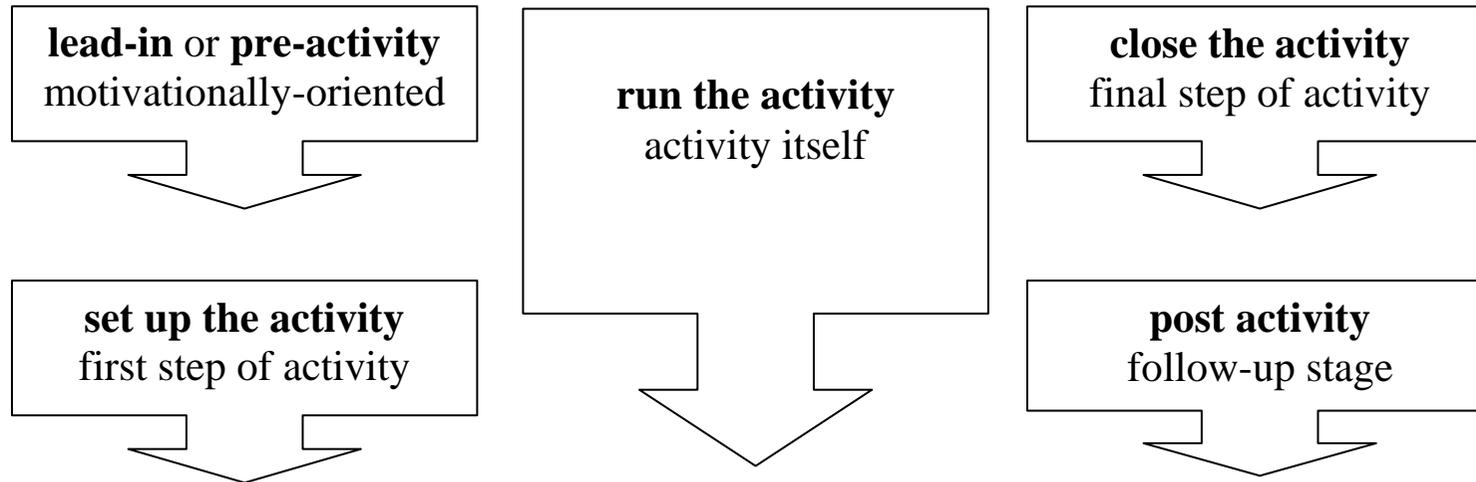 lead-in or pre-activity
motivationally-oriented
set up the activity
first step of activity
run the activity
activity itself
close the activity
final step of activity
post activity
follow-up stage